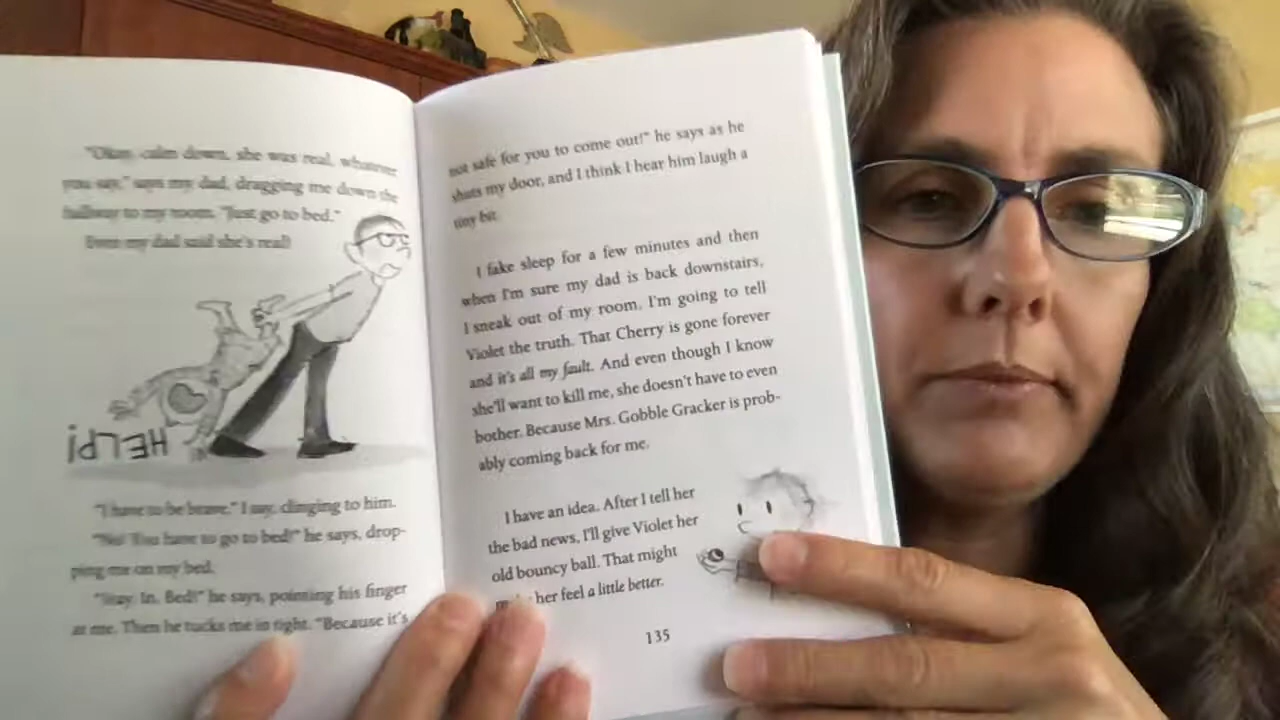 "Okay, calm down, she was real, whatever
you say," says my dad, dragging me down the
hallway to my room. "Just go to bed."
Even my dad said she's real!
HELP!
"I have to be brave," I say, clinging to him.
"No! You have to go to bed!" he says, drop-
ping me on my bed.
"Stay. In. Bed!" he says, pointing his finger
at me. Then he tucks me in tight. "Because it's
not safe for you to come out!" he says as he
shuts my door, and I think I hear him laugh a
tiny bit.
I fake sleep for a few minutes and then
when I'm sure my dad is back downstairs,
I sneak out of my room. I'm going to tell
Violet the truth. That Cherry is gone forever
and it's all my fault. And even though I know
she'll want to kill me, she doesn't have to even
bother. Because Mrs. Gobble Gracker is prob-
ably coming back for me.
I have an idea. After I tell her
the bad news, I'll give Violet her
old bouncy ball. That might
her feel a little better.
135